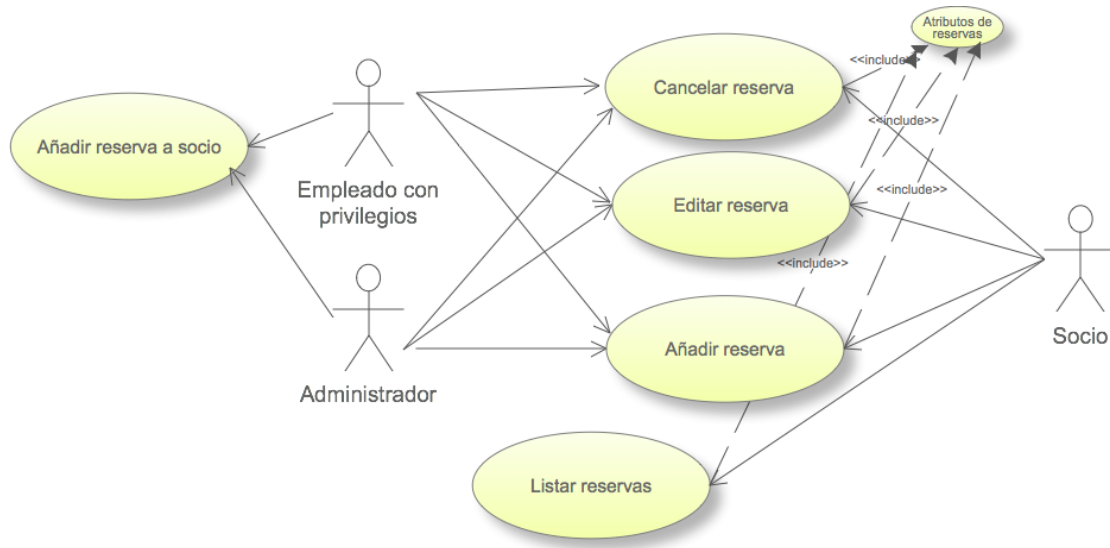 Atributos de
reservas
<<include>>
Cancelar reserva
<<include>>
Añadir reserva a socio
Empleado con
privilegios
Editar reserva
<<include>>
<<include>>
Socio
Añadir reserva
Administrador
Listar reservas